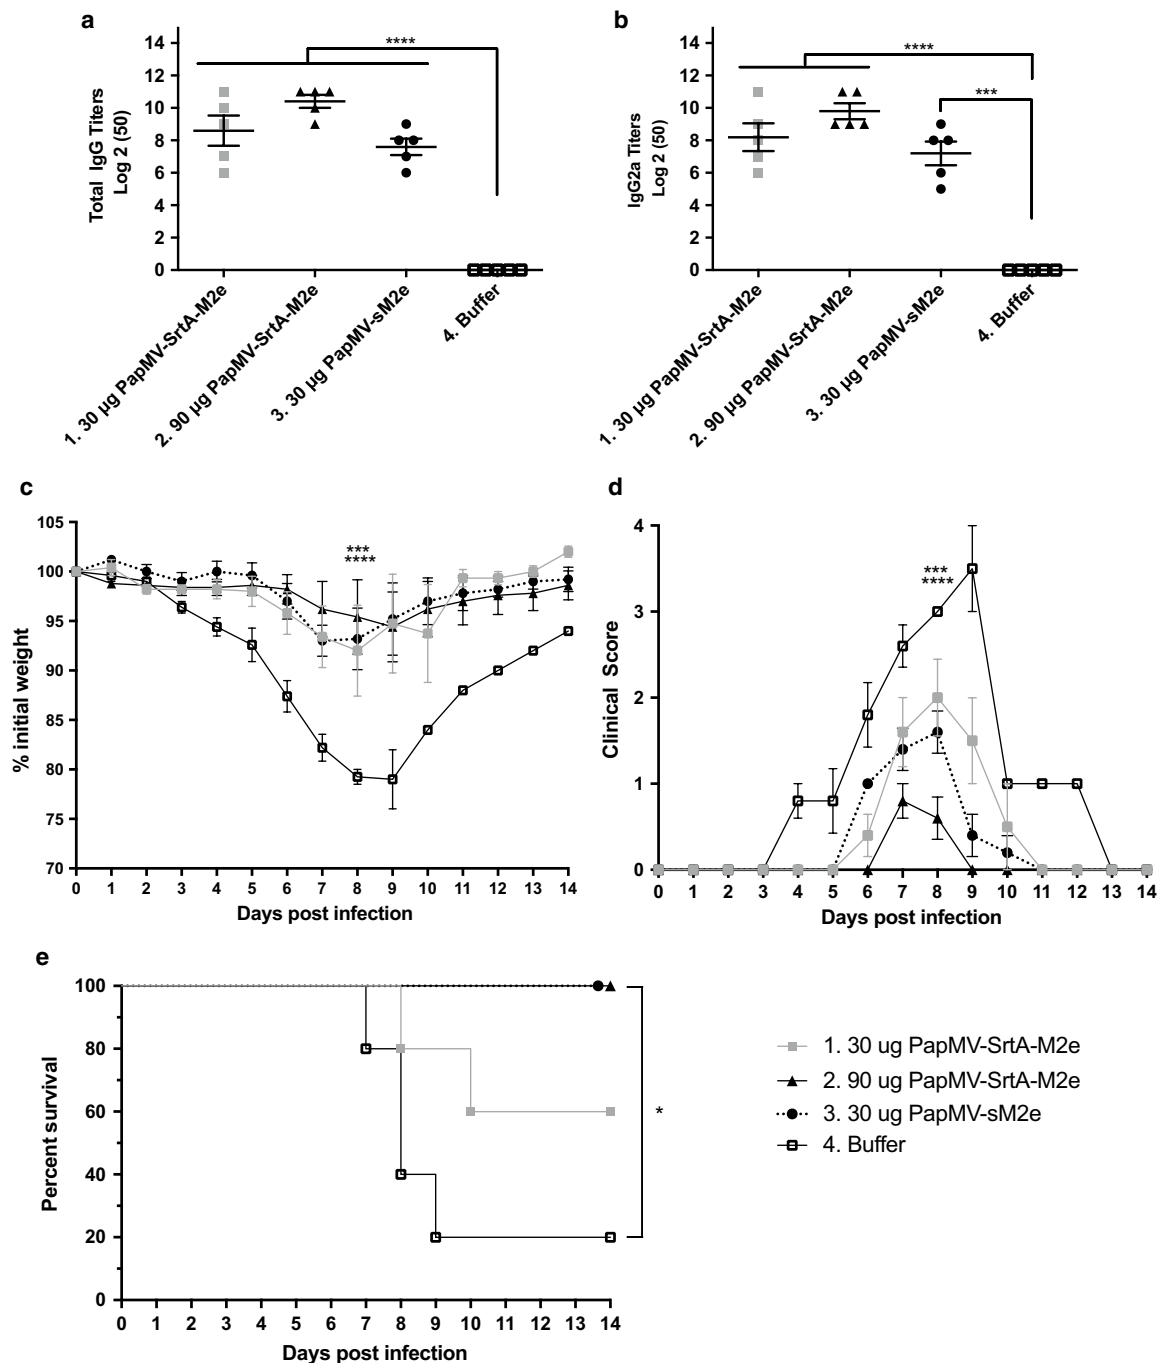 a
14
12
10
8
6
4
2
0
Total IgG Titers
Log 2 (50)
****
1. 30 µg PapMV-SrtA-M2e
2. 90 µg PapMV-SrtA-M2e
3. 30 µg PapMV-sM2e
4. Buffer
b
14
12
10
8
6
4
2
0
IgG2a Titers
Log 2 (50)
****
***
1. 30 µg PapMV-SrtA-M2e
2. 90 µg PapMV-SrtA-M2e
3. 30 µg PapMV-sM2e
4. Buffer
c
105
100
95
90
85
80
75
70
% initial weight
***
****
0 1 2 3 4 5 6 7 8 9 10 11 12 13 14
Days post infection
d
4
3
2
1
0
Clinical Score
***
****
0 1 2 3 4 5 6 7 8 9 10 11 12 13 14
Days post infection
e
100
80
60
40
20
0
Percent survival
*
0 1 2 3 4 5 6 7 8 9 10 11 12 13 14
Days post infection
1. 30 ug PapMV-SrtA-M2e
2. 90 ug PapMV-SrtA-M2e
3. 30 ug PapMV-sM2e
4. Buffer